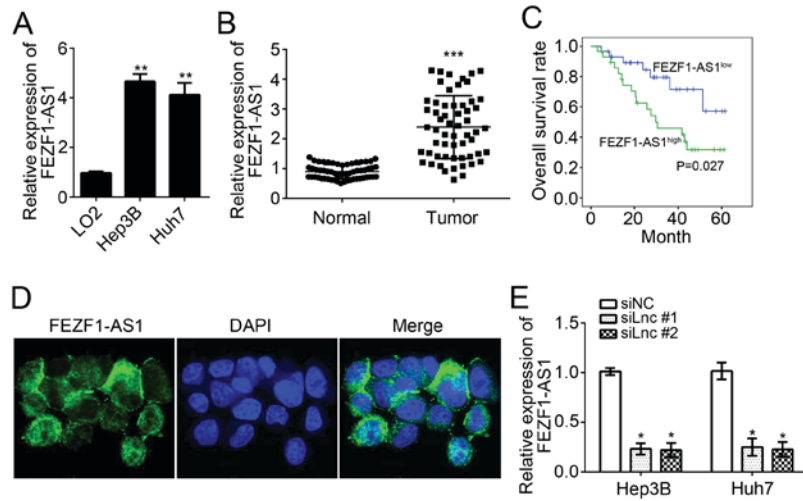 A
Relative expression of
FEZF1-AS1
6
4
2
0
**
**
LO2
Hep3B
Huh7
B
Relative expression of
FEZF1-AS1
5
4
3
2
1
0
***
Normal
Tumor
C
Overall survival rate
1.0
0.8
0.6
0.4
0.2
0.0
FEZF1-AS1low
FEZF1-AS1high
P=0.027
0 20 40 60
Month
D
FEZF1-AS1
DAPI
Merge
E
siNC
siLnc #1
siLnc #2
Relative expression of
FEZF1-AS1
1.5
1.0
0.5
0.0
* *
* *
Hep3B
Huh7